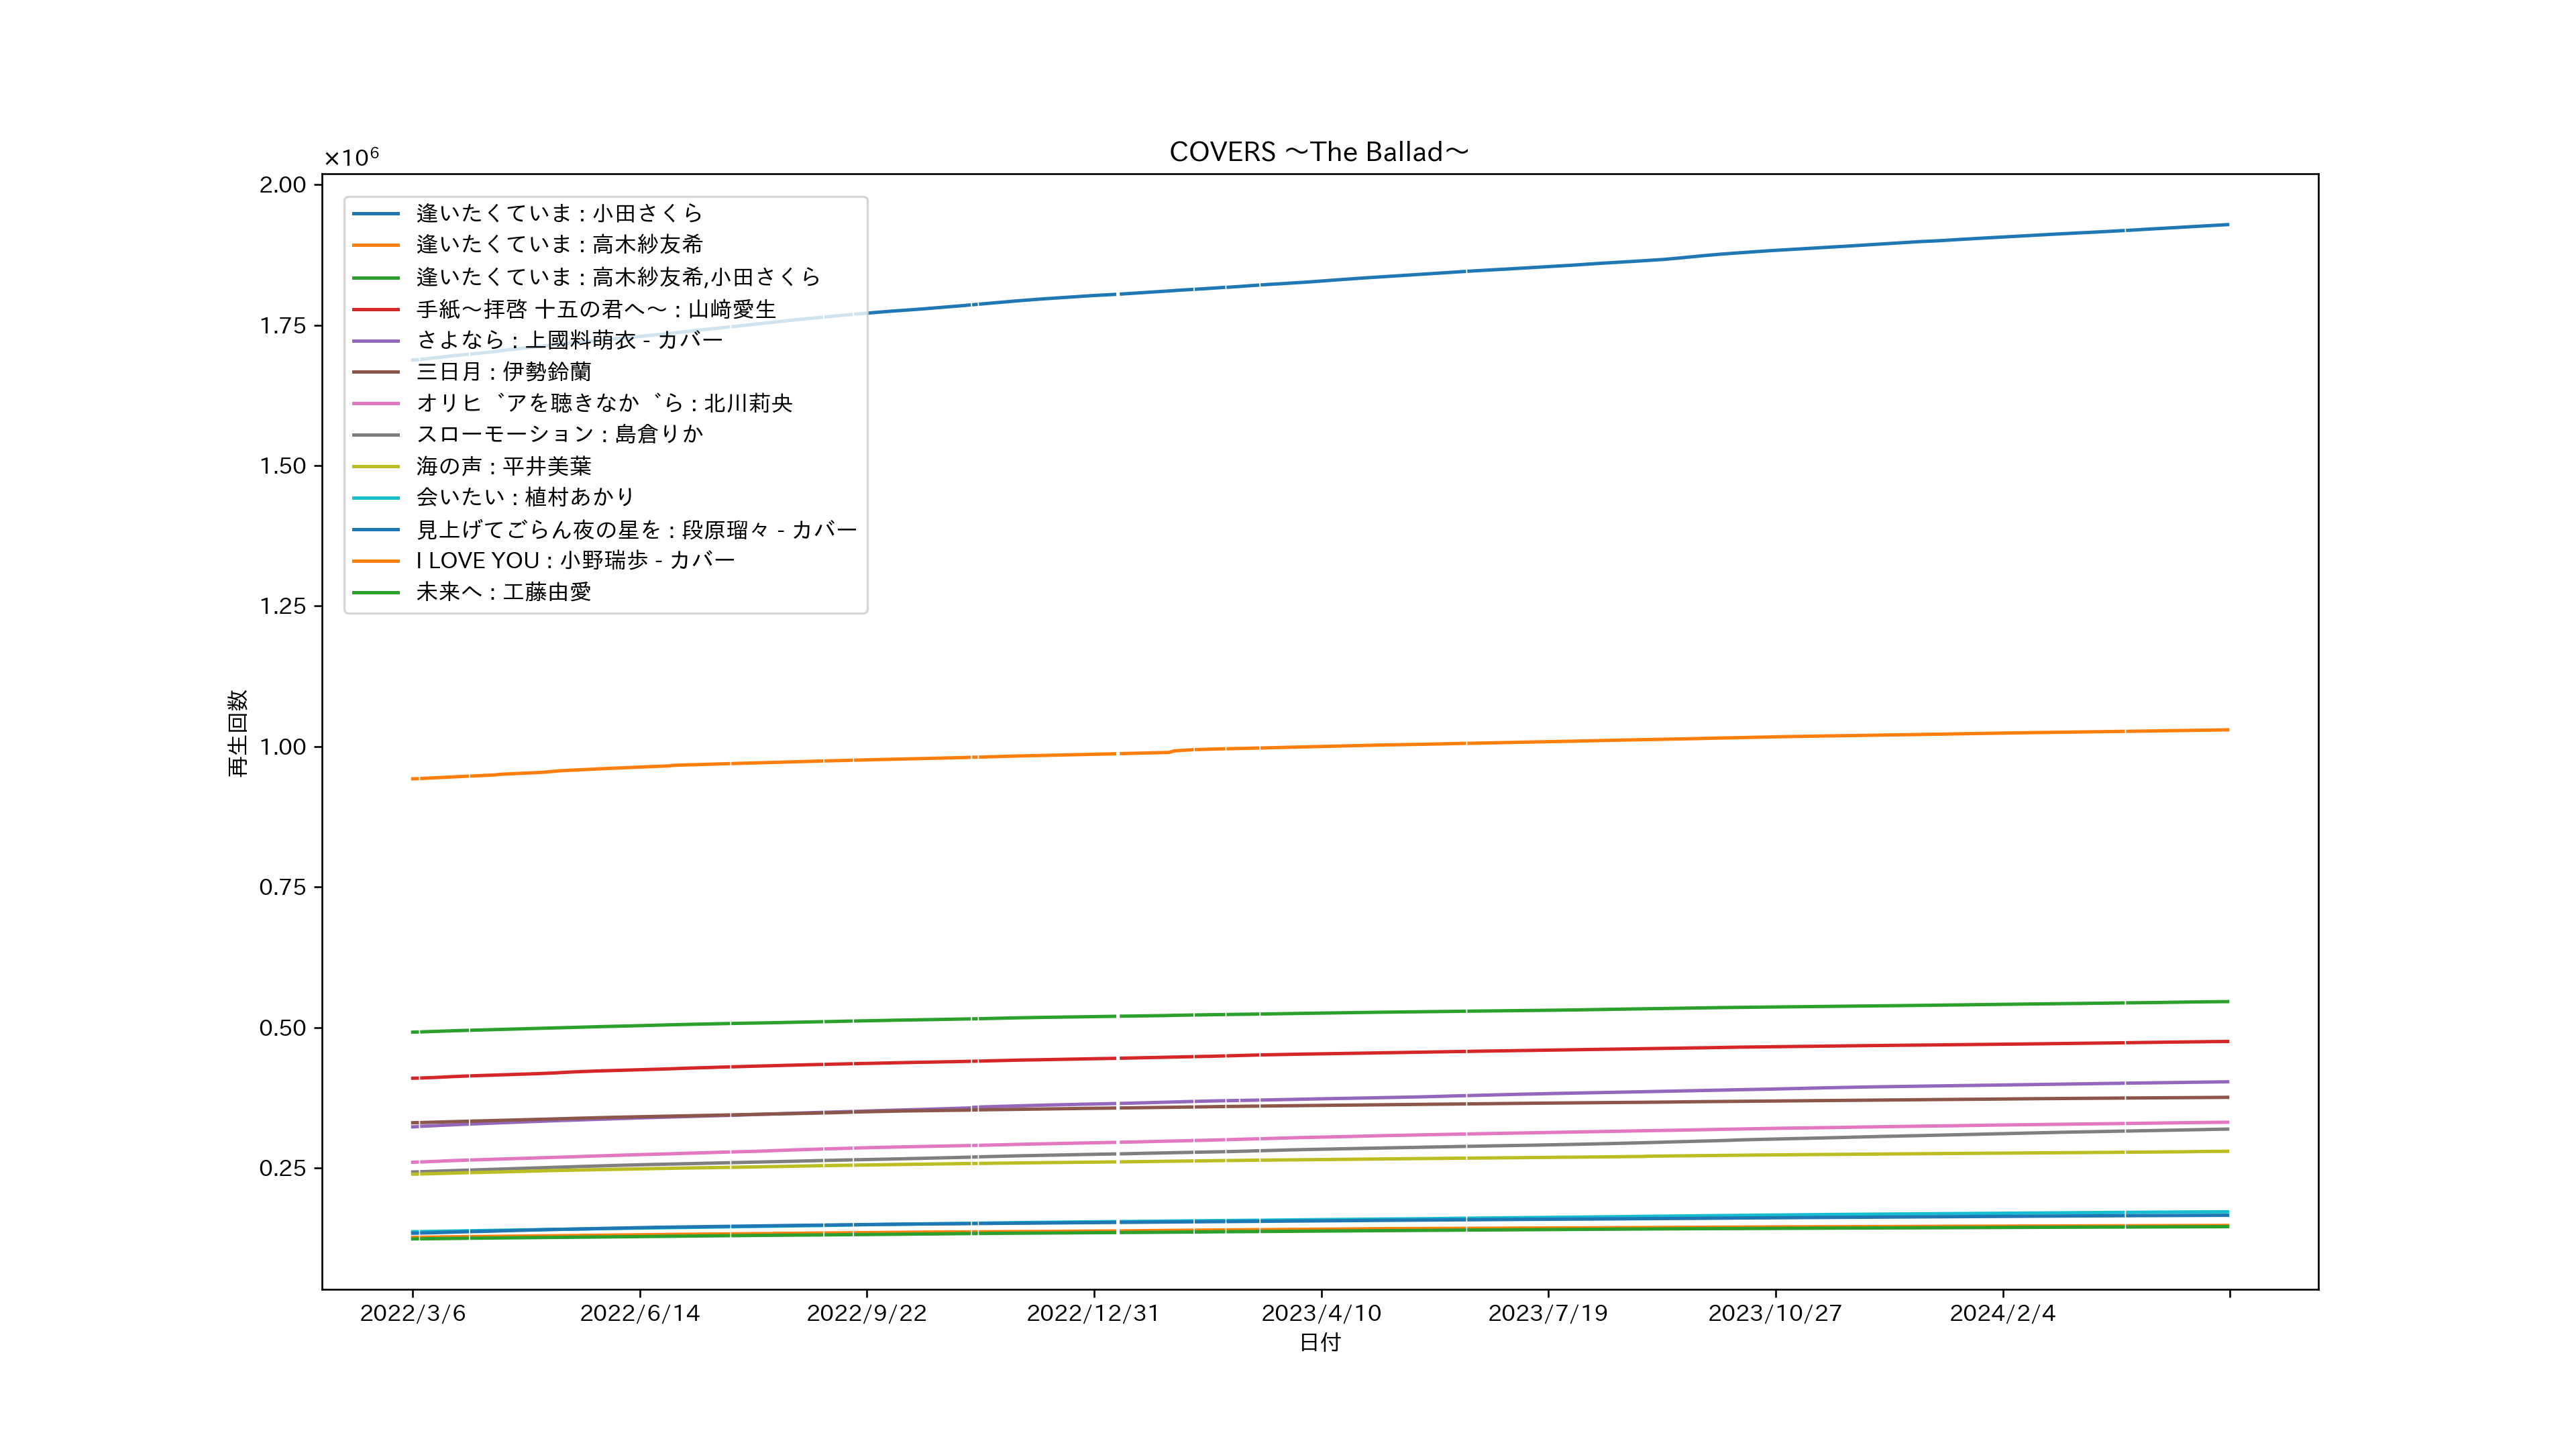 COVERS 〜The Ballad〜
×10⁶
2.00
1.75
1.50
1.25
1.00
0.75
0.50
0.25
再生回数
逢いたくていま : 小田さくら
逢いたくていま : 高木紗友希
逢いたくていま : 高木紗友希,小田さくら
手紙〜拝啓 十五の君へ〜 : 山﨑愛生
さよなら : 上國料萌衣 - カバー
三日月 : 伊勢鈴蘭
オリヒ゛アを聴きなか゛ら : 北川莉央
スローモーション : 島倉りか
海の声 : 平井美葉
会いたい : 植村あかり
見上げてごらん夜の星を : 段原瑠々 - カバー
I LOVE YOU : 小野瑞歩 - カバー
未来へ : 工藤由愛
2022/3/6 2022/6/14 2022/9/22 2022/12/31 2023/4/10 2023/7/19 2023/10/27 2024/2/4
日付